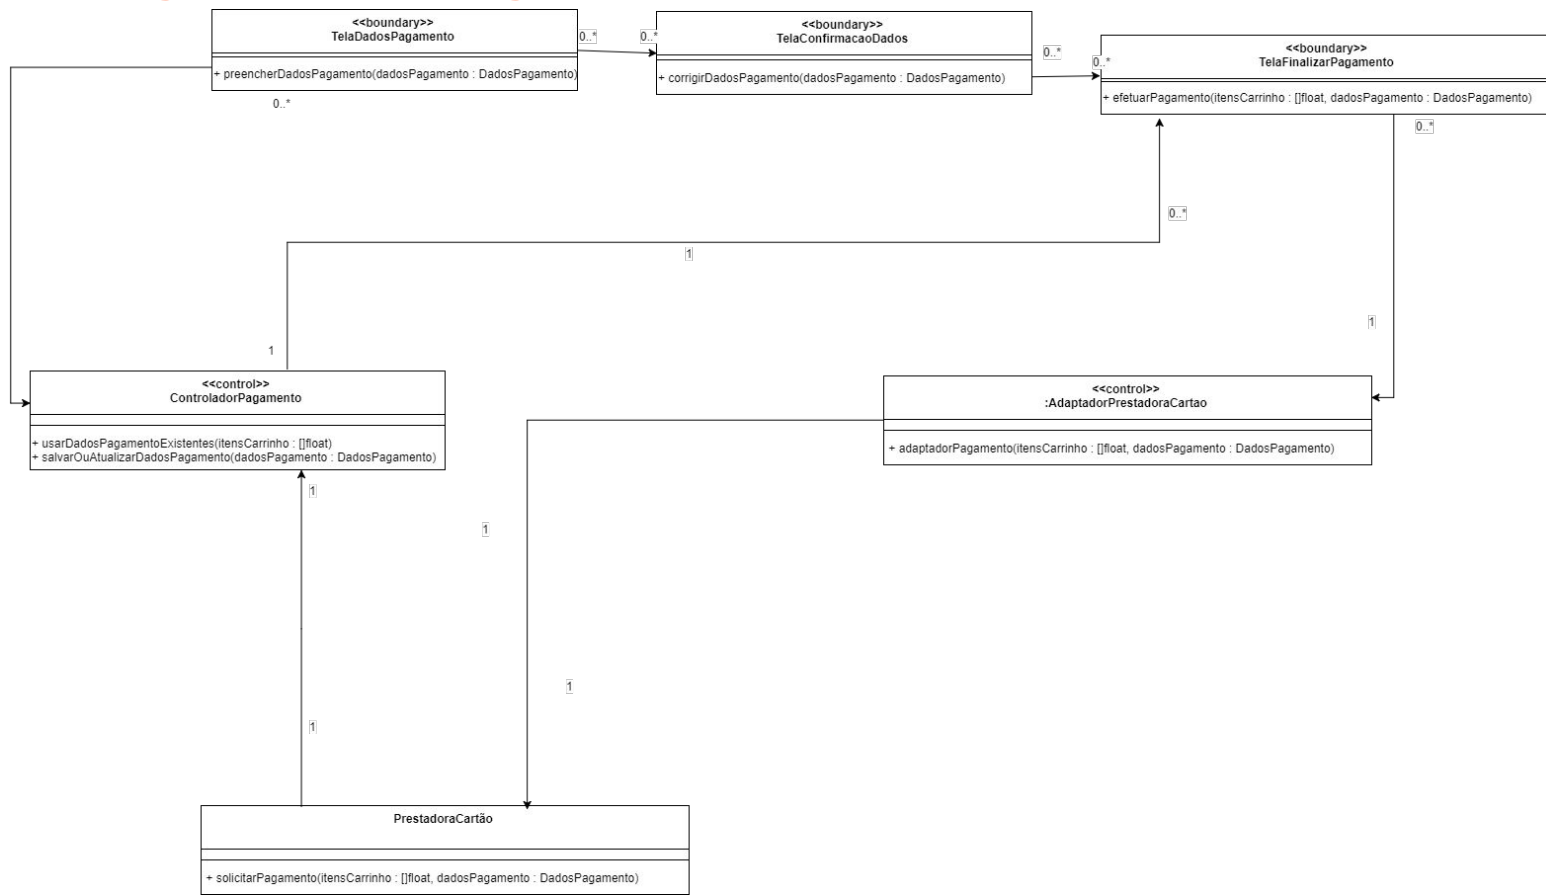 <<boundary>>
TelaDadosPagamento
+ preencherDadosPagamento(dadosPagamento : DadosPagamento)
0..*
0..*
0..*
<<boundary>>
TelaConfirmacaoDados
+ corrigirDadosPagamento(dadosPagamento : DadosPagamento)
0..*
0..*
<<boundary>>
TelaFinalizarPagamento
+ efetuarPagamento(itensCarrinho : []float, dadosPagamento : DadosPagamento)
0..*
0..*
1
1
1
<<control>>
ControladorPagamento
+ usarDadosPagamentoExistentes(itensCarrinho : []float)
+ salvarOuAtualizarDadosPagamento(dadosPagamento : DadosPagamento)
<<control>>
:AdaptadorPrestadoraCartao
+ adaptadorPagamento(itensCarrinho : []float, dadosPagamento : DadosPagamento)
1
1
1
1
PrestadoraCartão
+ solicitarPagamento(itensCarrinho : []float, dadosPagamento : DadosPagamento)